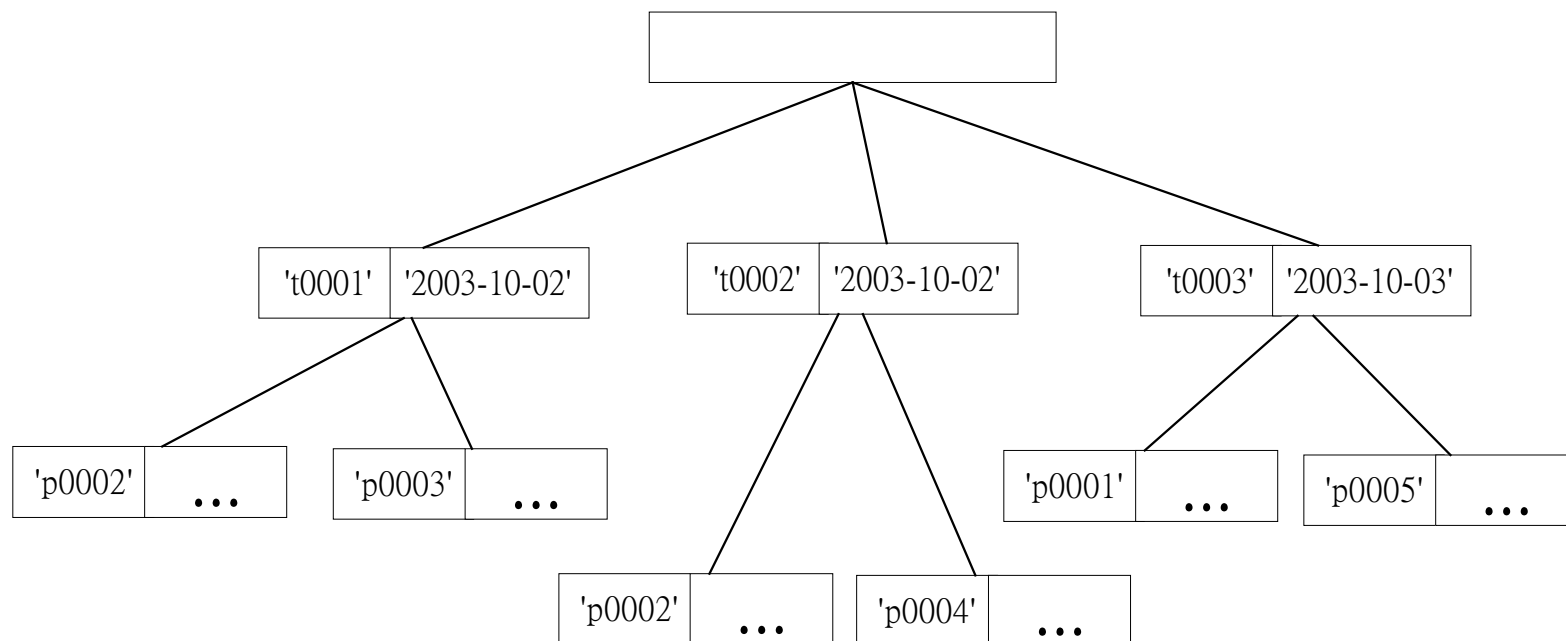 't0001' '2003-10-02' 't0002' '2003-10-02' 't0003' '2003-10-03'
'p0002' ... 'p0003' ... 'p0001' ... 'p0005' ...
'p0002' ... 'p0004' ...